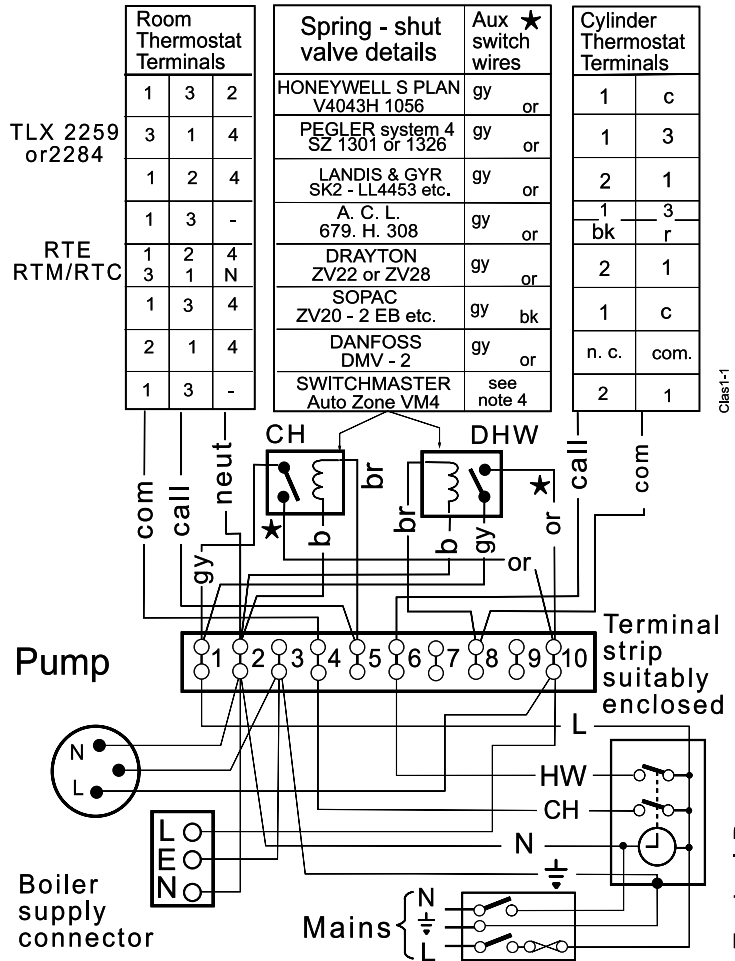 Room
Thermostat
Terminals
1 3 2
3 1 4
1 2 4
1 3 -
1 2 4
3 1 N
1 3 4
2 1 4
1 3 -
TLX 2259
or2284
RTE
RTM/RTC
Spring - shut
valve details
Aux ★
switch
wires
HONEYWELL S PLAN
V4043H 1056
gy
or
PEGLER system 4
SZ 1301 or 1326
gy
or
LANDIS & GYR
SK2 - LL4453 etc.
gy
or
A. C. L.
679. H. 308
gy
or
DRAYTON
ZV22 or ZV28
gy
or
SOPAC
ZV20 - 2 EB etc.
gy
bk
DANFOSS
DMV - 2
gy
or
SWITCHMASTER
Auto Zone VM4
see
note 4
Cylinder
Thermostat
Terminals
1 c
1 3
2 1
1 3
bk r
2 1
1 c
n. c. com.
2 1
Clas1-1
CH
DHW
com
call
neut
gy
★
b
br
br
b
gy
★
or
or
call
com
1 2 3 4 5 6 7 8 9 10
Terminal
strip
suitably
enclosed
Pump
N
L
L
HW
CH
N
L
E
N
Boiler
supply
connector
Mains
N
L